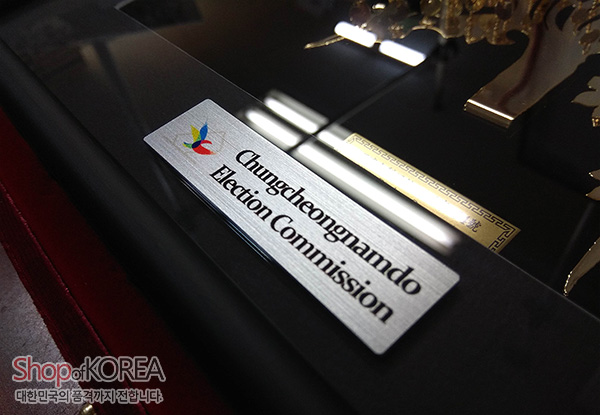 Chungcheongnamdo
Election Commission
號
Shop of KOREA
대한민국의 품격까지 전합니다.